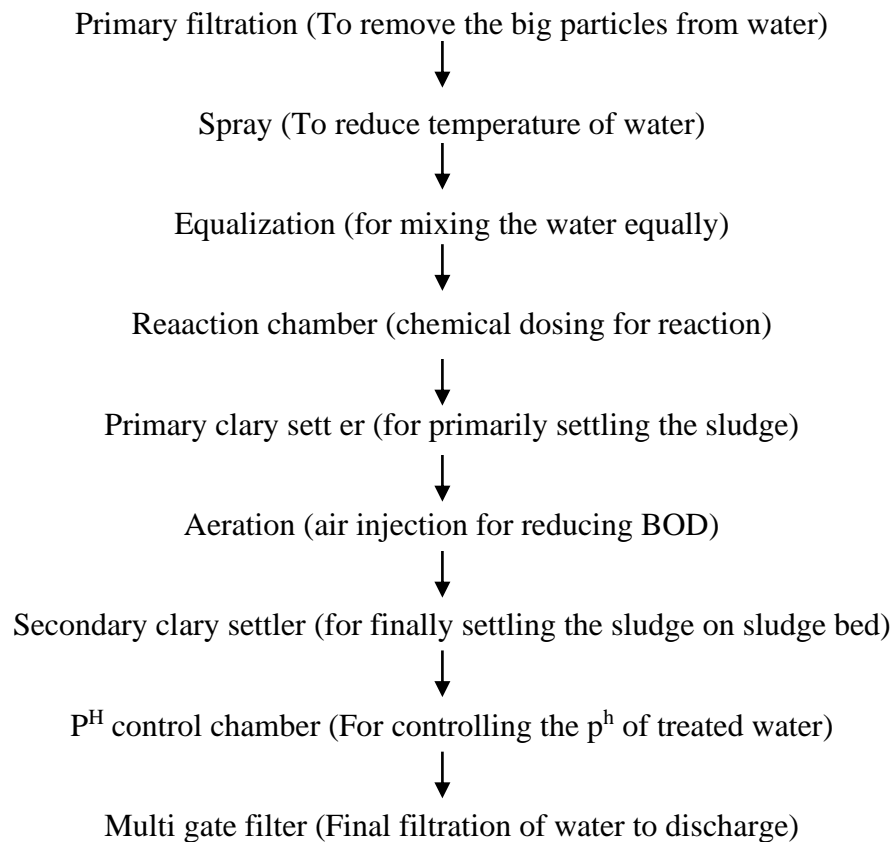 Primary filtration (To remove the big particles from water)
Spray (To reduce temperature of water)
Equalization (for mixing the water equally)
Reaaction chamber (chemical dosing for reaction)
Primary clary sett er (for primarily settling the sludge)
Aeration (air injection for reducing BOD)
Secondary clary settler (for finally settling the sludge on sludge bed)
P^H control chamber (For controlling the p^h of treated water)
Multi gate filter (Final filtration of water to discharge)